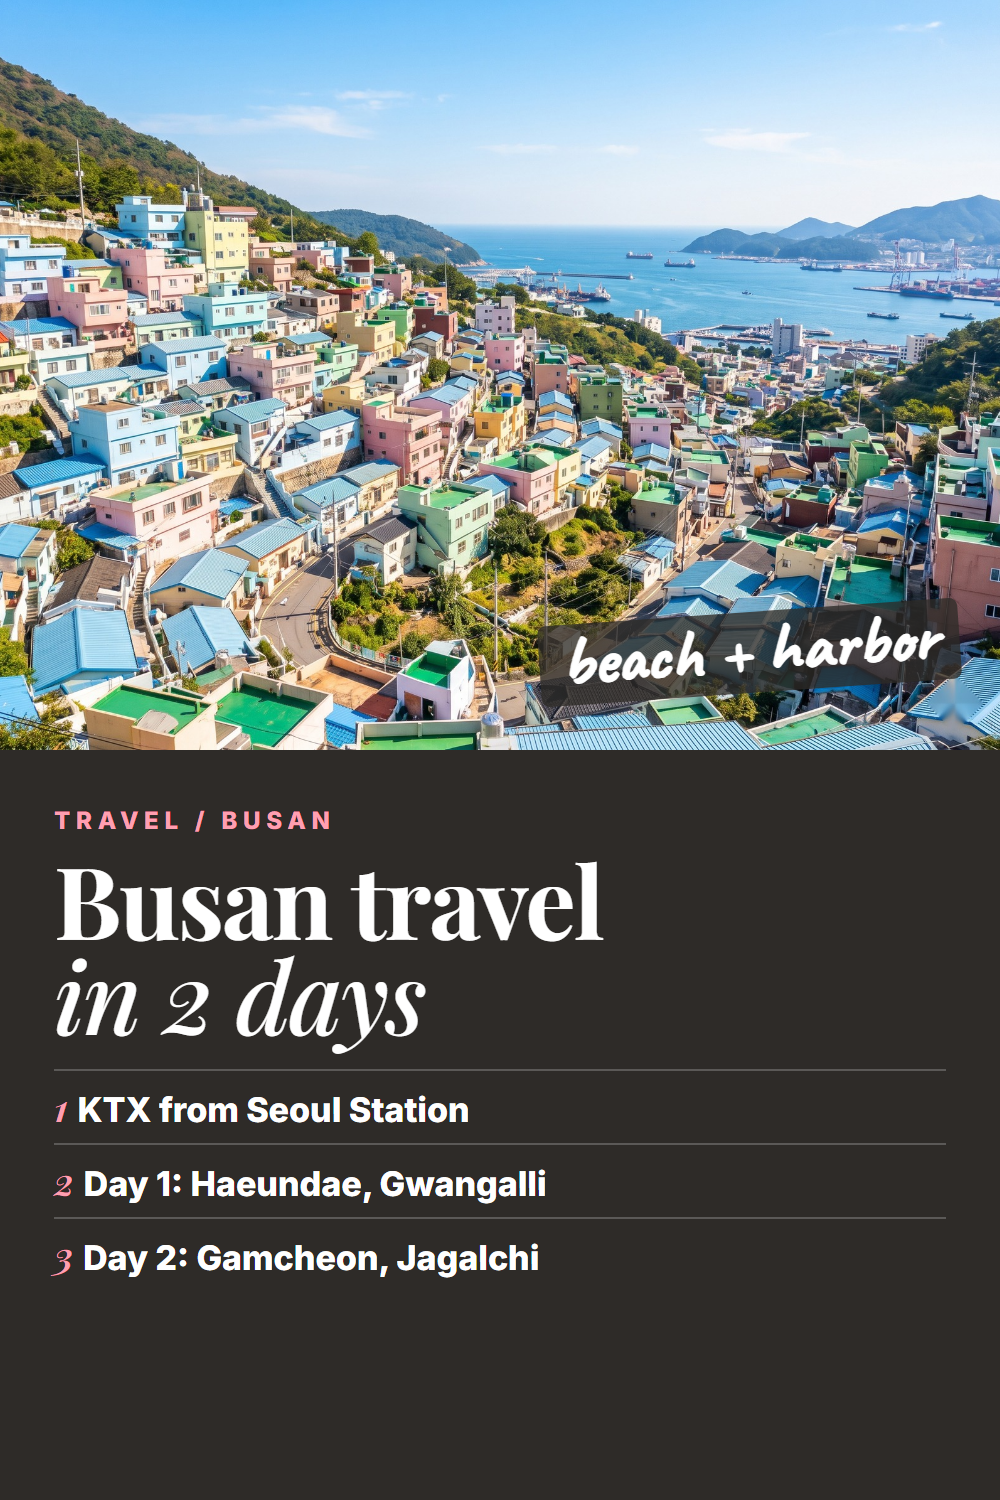 beach + harbor
TRAVEL / BUSAN
Busan travel
in 2 days
1 KTX from Seoul Station
2 Day 1: Haeundae, Gwangalli
3 Day 2: Gamcheon, Jagalchi